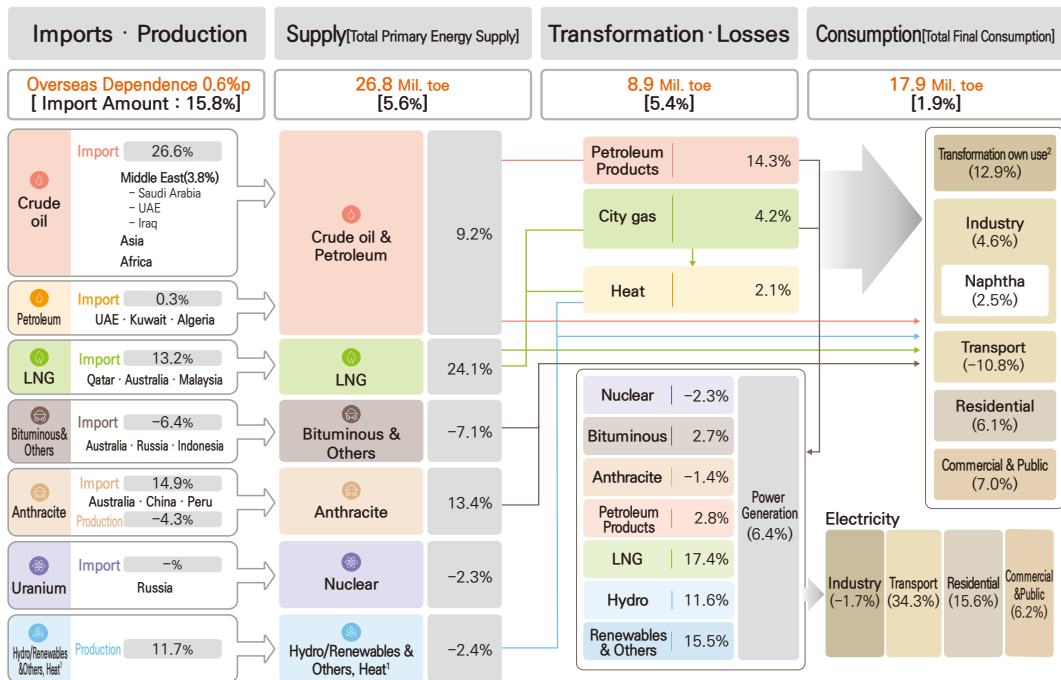 Imports · Production
Supply[Total Primary Energy Supply]
Transformation · Losses
Consumption[Total Final Consumption]
Overseas Dependence 0.6%p
[ Import Amount : 15.8%]
26.8 Mil. toe
[5.6%]
8.9 Mil. toe
[5.4%]
17.9 Mil. toe
[1.9%]
Crude
oil
Import 26.6%
Middle East(3.8%)
– Saudi Arabia
– UAE
– Iraq
Asia
Africa
Petroleum
Import 0.3%
UAE · Kuwait · Algeria
LNG
Import 13.2%
Qatar · Australia · Malaysia
Bituminous&
Others
Import −6.4%
Australia · Russia · Indonesia
Anthracite
Import 14.9%
Australia · China · Peru
Production −4.3%
Uranium
Import −%
Russia
Hydro/Renewables
&Others, Heat¹
Production 11.7%
Crude oil &
Petroleum
9.2%
LNG
24.1%
Bituminous &
Others
−7.1%
Anthracite
13.4%
Nuclear
−2.3%
Hydro/Renewables &
Others, Heat¹
−2.4%
Petroleum
Products
14.3%
City gas
4.2%
Heat
2.1%
Nuclear −2.3%
Bituminous 2.7%
Anthracite −1.4%
Petroleum
Products
2.8%
LNG 17.4%
Hydro 11.6%
Renewables
& Others
15.5%
Power
Generation
(6.4%)
Transformation own use²
(12.9%)
Industry
(4.6%)
Naphtha
(2.5%)
Transport
(−10.8%)
Residential
(6.1%)
Commercial & Public
(7.0%)
Electricity
Industry
(−1.7%)
Transport
(34.3%)
Residential
(15.6%)
Commercial
&Public
(6.2%)